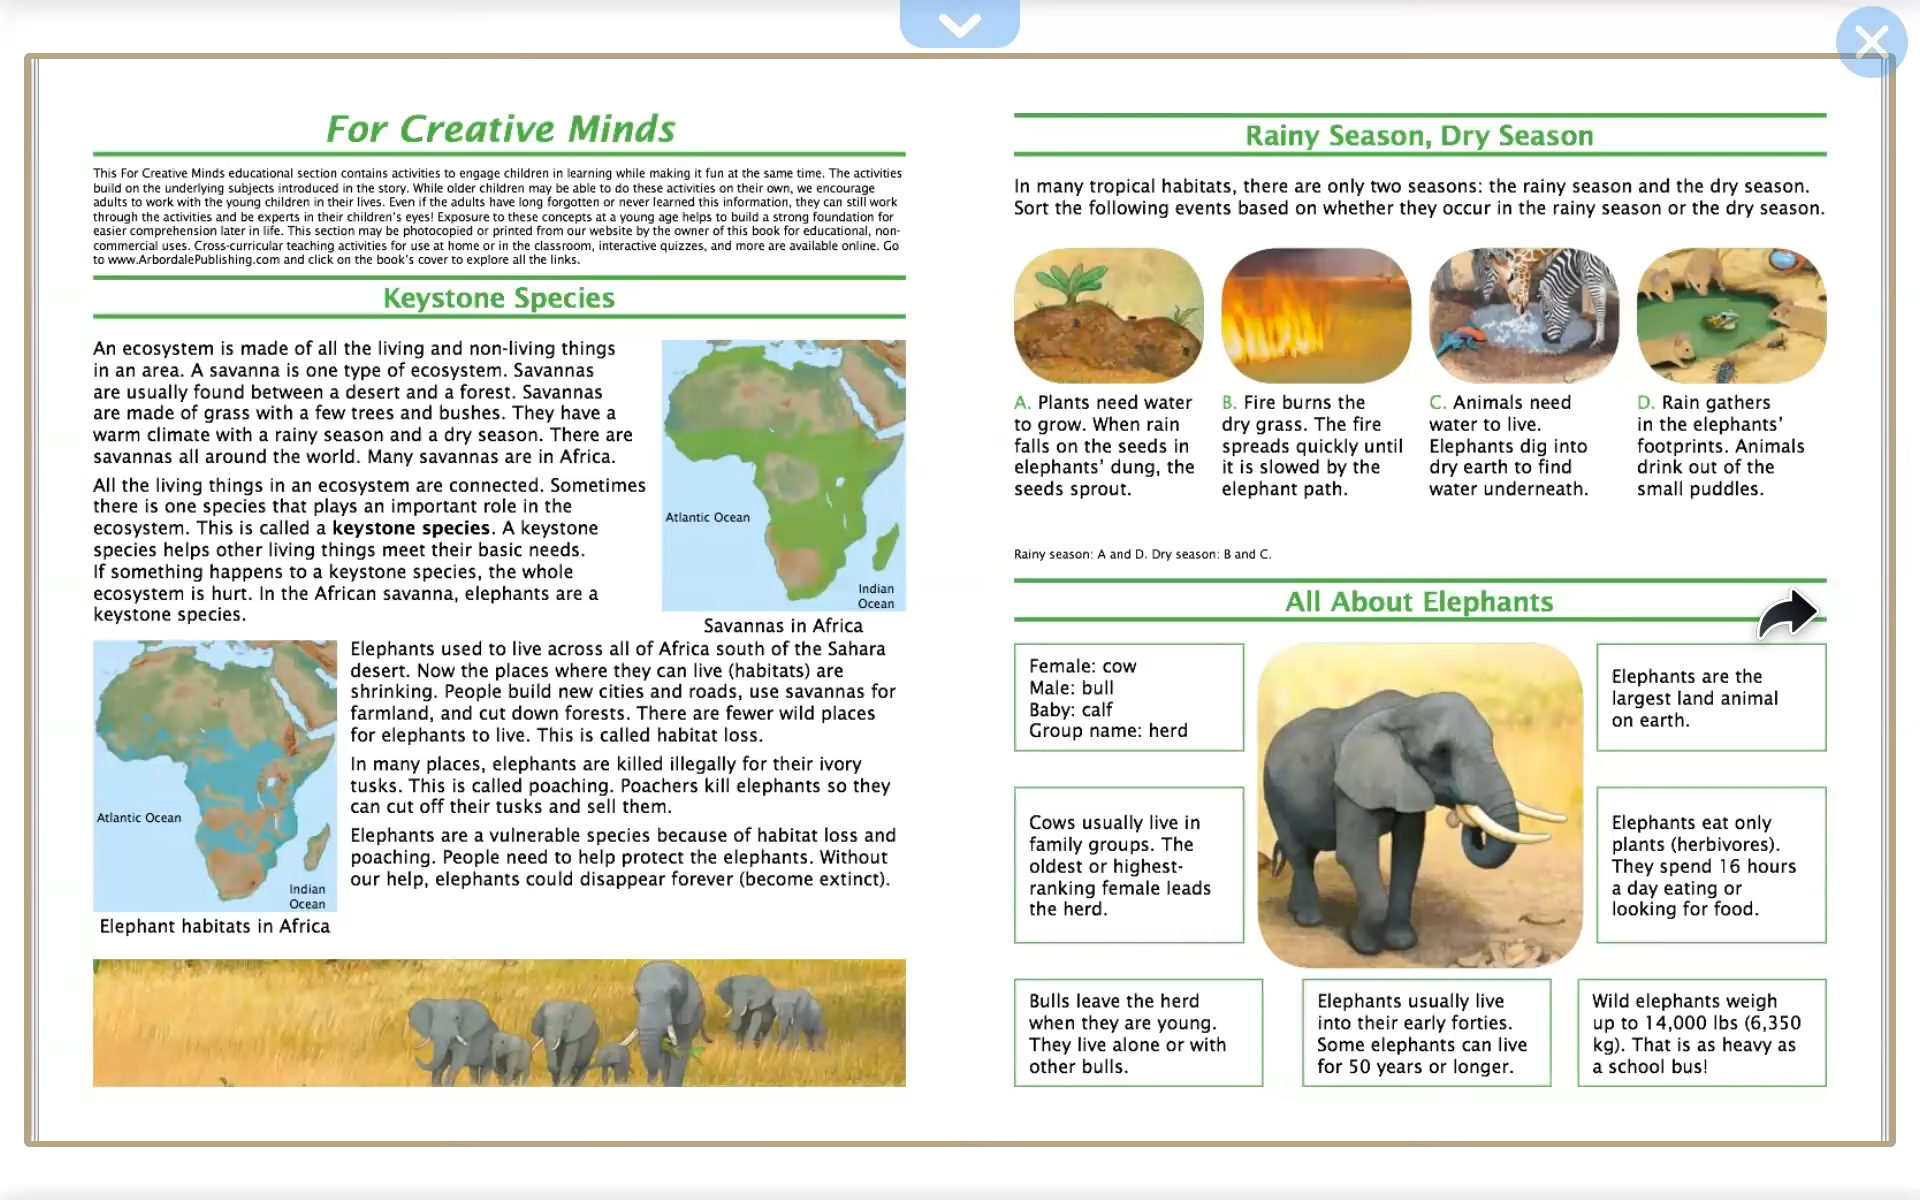 For Creative Minds
This For Creative Minds educational section contains activities to engage children in learning while making it fun at the same time. The activities
build on the underlying subjects introduced in the story. While older children may be able to do these activities on their own, we encourage
adults to work with the young children in their lives. Even if the adults have long forgotten or never learned this information, they can still work
through the activities and be experts in their children's eyes! Exposure to these concepts at a young age helps to build a strong foundation for
easier comprehension later in life. This section may be photocopied or printed from our website by the owner of this book for educational, non-
commercial uses. Cross-curricular teaching activities for use at home or in the classroom, interactive quizzes, and more are available online. Go
to www.ArbordalePublishing.com and click on the book's cover to explore all the links.
Keystone Species
An ecosystem is made of all the living and non-living things
in an area. A savanna is one type of ecosystem. Savannas
are usually found between a desert and a forest. Savannas
are made of grass with a few trees and bushes. They have a
warm climate with a rainy season and a dry season. There are
savannas all around the world. Many savannas are in Africa.
All the living things in an ecosystem are connected. Sometimes
there is one species that plays an important role in the
ecosystem. This is called a keystone species. A keystone
species helps other living things meet their basic needs.
If something happens to a keystone species, the whole
ecosystem is hurt. In the African savanna, elephants are a
keystone species.
Atlantic Ocean
Indian
Ocean
Savannas in Africa
Elephants used to live across all of Africa south of the Sahara
desert. Now the places where they can live (habitats) are
shrinking. People build new cities and roads, use savannas for
farmland, and cut down forests. There are fewer wild places
for elephants to live. This is called habitat loss.
In many places, elephants are killed illegally for their ivory
tusks. This is called poaching. Poachers kill elephants so they
can cut off their tusks and sell them.
Elephants are a vulnerable species because of habitat loss and
poaching. People need to help protect the elephants. Without
our help, elephants could disappear forever (become extinct).
Atlantic Ocean
Indian
Ocean
Elephant habitats in Africa
Rainy Season, Dry Season
In many tropical habitats, there are only two seasons: the rainy season and the dry season.
Sort the following events based on whether they occur in the rainy season or the dry season.
A. Plants need water
to grow. When rain
falls on the seeds in
elephants' dung, the
seeds sprout.
B. Fire burns the
dry grass. The fire
spreads quickly until
it is slowed by the
elephant path.
C. Animals need
water to live.
Elephants dig into
dry earth to find
water underneath.
D. Rain gathers
in the elephants'
footprints. Animals
drink out of the
small puddles.
Rainy season: A and D. Dry season: B and C.
All About Elephants
Female: cow
Male: bull
Baby: calf
Group name: herd
Elephants are the
largest land animal
on earth.
Cows usually live in
family groups. The
oldest or highest-
ranking female leads
the herd.
Elephants eat only
plants (herbivores).
They spend 16 hours
a day eating or
looking for food.
Bulls leave the herd
when they are young.
They live alone or with
other bulls.
Elephants usually live
into their early forties.
Some elephants can live
for 50 years or longer.
Wild elephants weigh
up to 14,000 lbs (6,350
kg). That is as heavy as
a school bus!